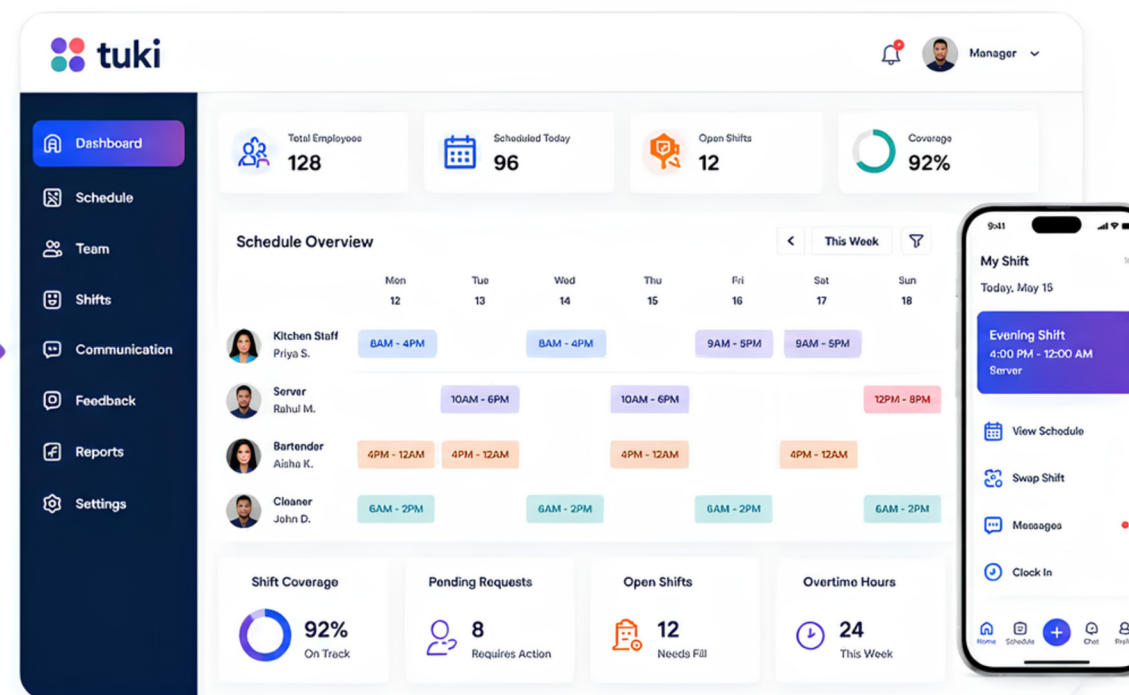 tuki
Manager
Dashboard
Schedule
Team
Shifts
Communication
Feedback
Reports
Settings
Total Employees
128
Scheduled Today
96
Open Shifts
12
Coverage
92%
Schedule Overview
This Week
Mon Tue Wed Thu Fri Sat Sun
12 13 14 15 16 17 18
Kitchen Staff
Priya S.
8AM - 4PM 8AM - 4PM 9AM - 5PM 9AM - 5PM
Server
Rahul M.
10AM - 6PM 10AM - 6PM 12PM - 8PM
Bartender
Aisha K.
4PM - 12AM 4PM - 12AM 4PM - 12AM 4PM - 12AM
Cleaner
John D.
6AM - 2PM 6AM - 2PM 6AM - 2PM 6AM - 2PM
Shift Coverage
92%
On Track
Pending Requests
8
Requires Action
Open Shifts
12
Needs Fill
Overtime Hours
24
This Week
9:41
My Shift
Today, May 15
Evening Shift
4:00 PM - 12:00 AM
Server
View Schedule
Swap Shift
Messages
Clock In
Home Schedule Chat